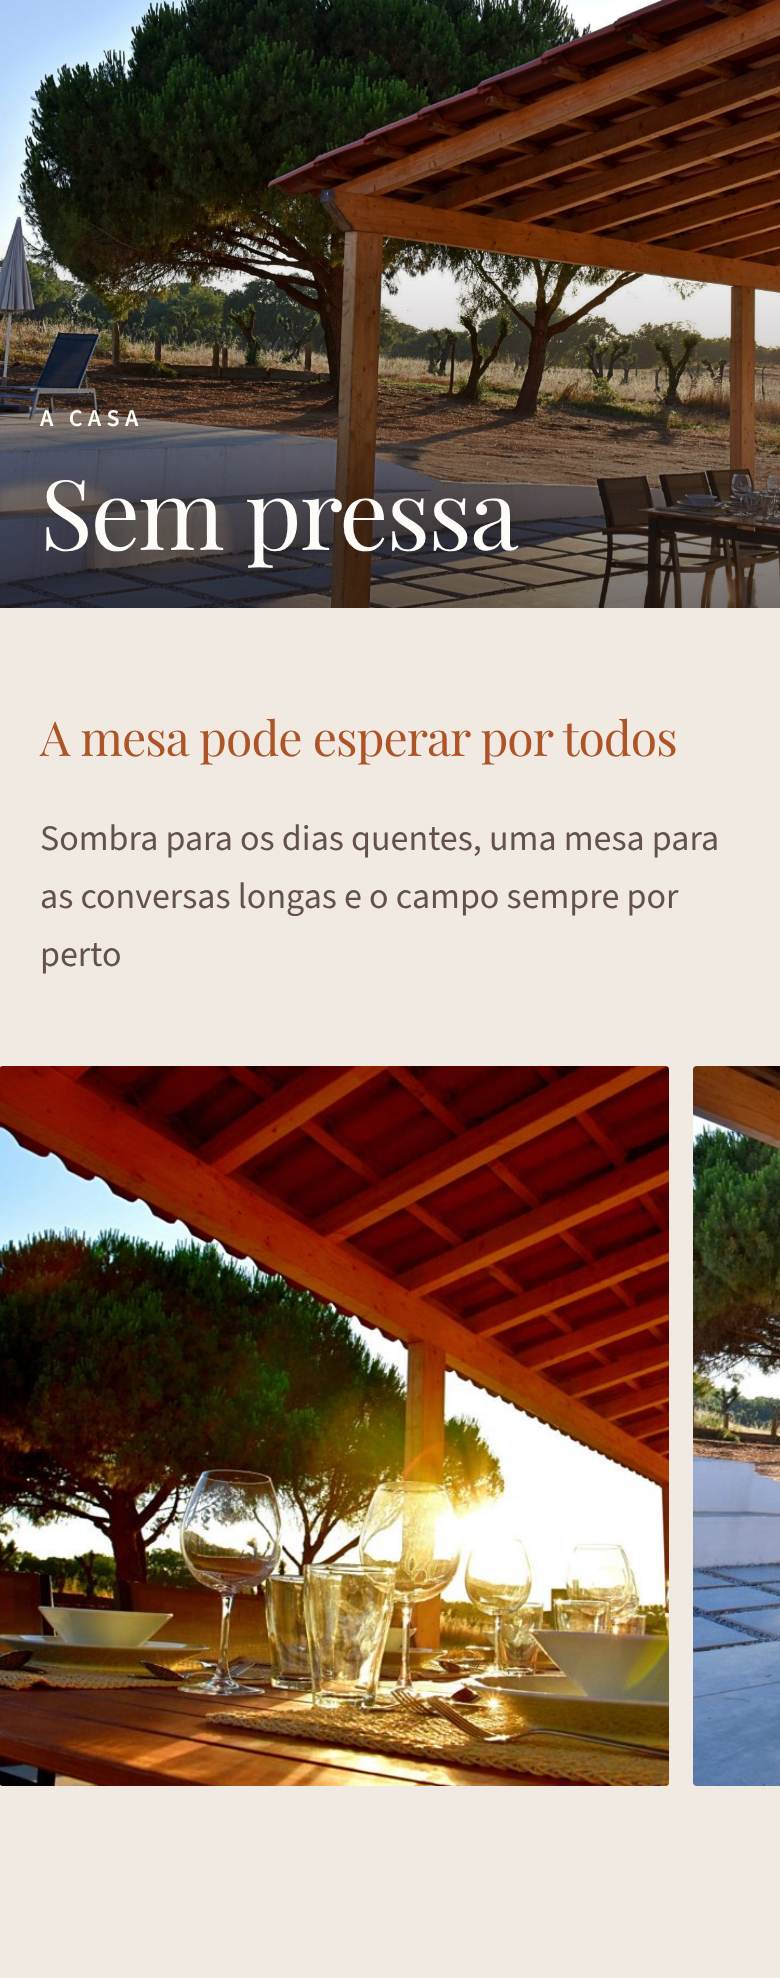 A CASA
Sem pressa
A mesa pode esperar por todos
Sombra para os dias quentes, uma mesa para
as conversas longas e o campo sempre por
perto